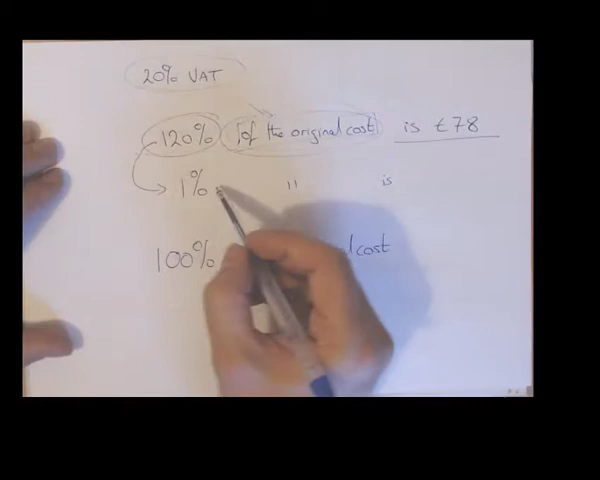 20% VAT
120% of the original cost is £78
1% " is
100% cost